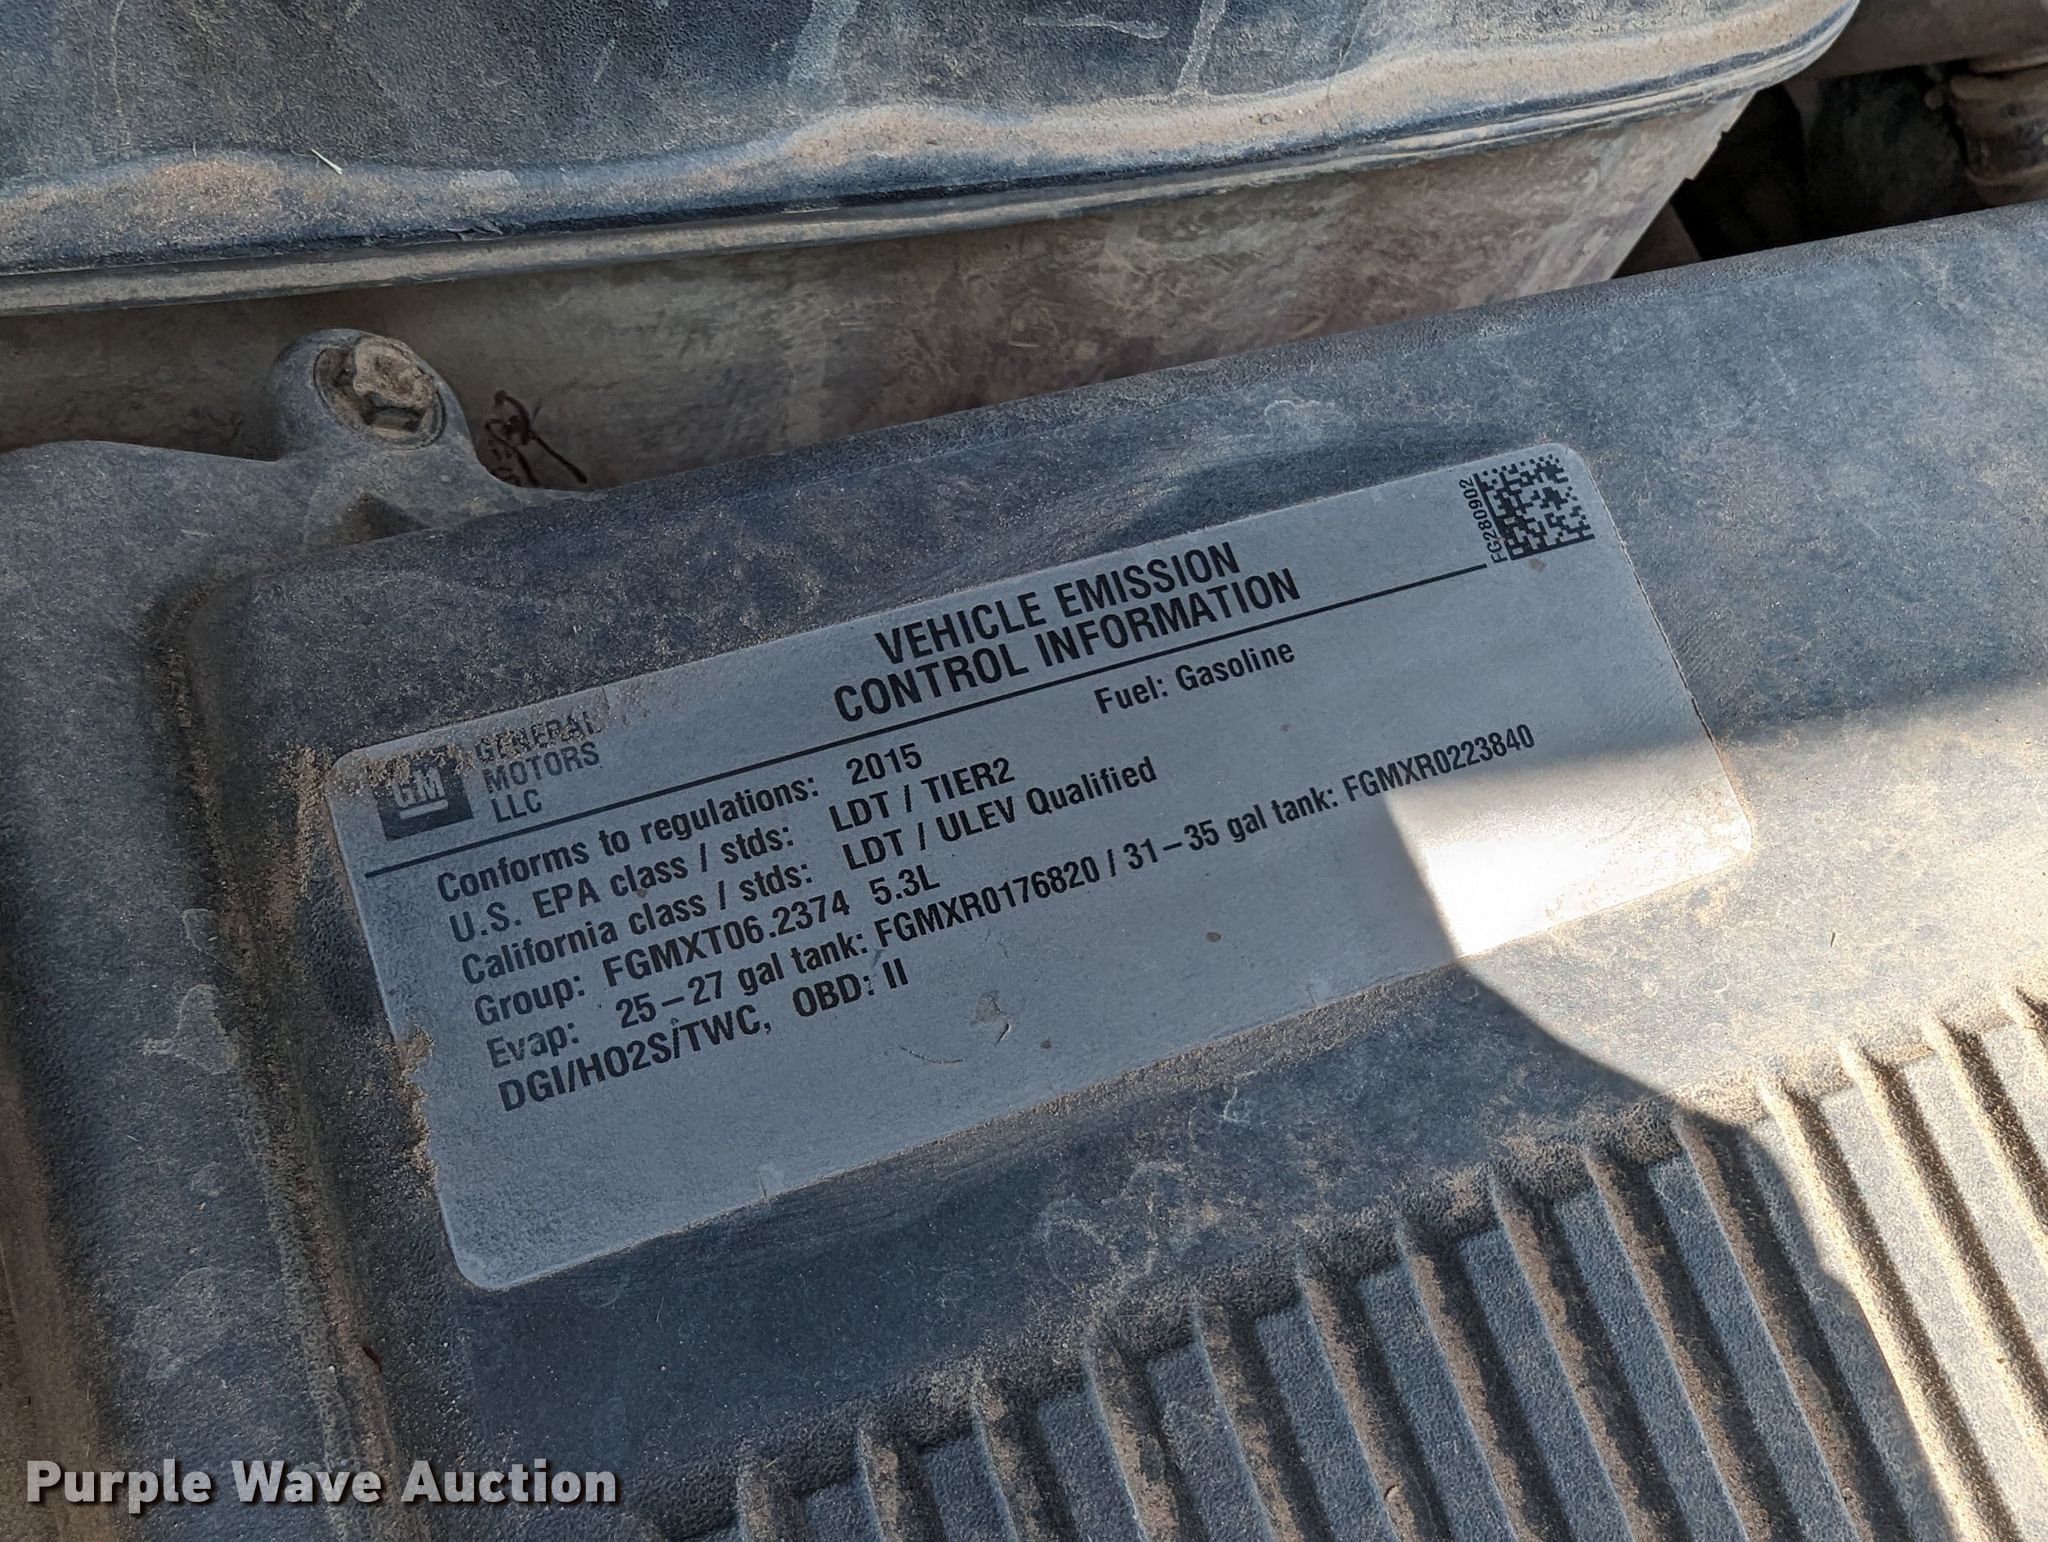 FG280902
VEHICLE EMISSION
CONTROL INFORMATION
GM
GENERAL
MOTORS
LLC
Fuel: Gasoline
Conforms to regulations: 2015
U.S. EPA class / stds: LDT / TIER2
California class / stds: LDT / ULEV Qualified
Group: FGMXT06.2374 5.3L
Evap: 25-27 gal tank: FGMXR0176820 / 31-35 gal tank: FGMXR0223840
DGI/HO2S/TWC, OBD: II
Purple Wave Auction